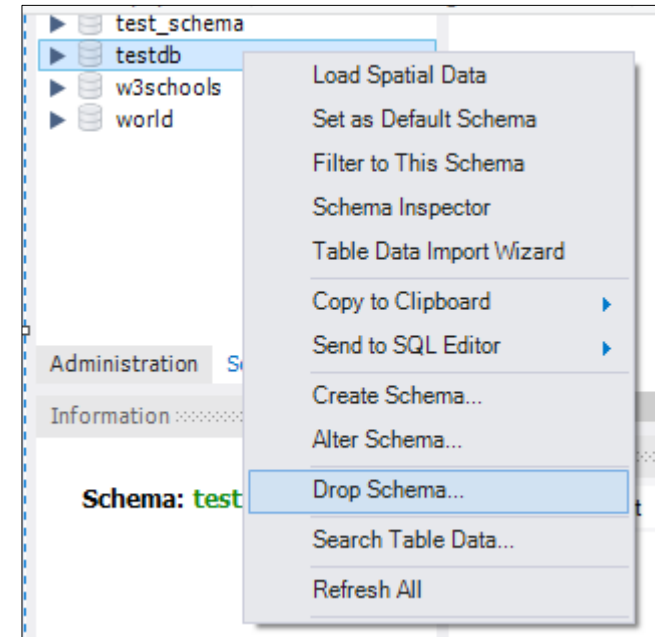 test_schema
testdb
w3schools
world
Load Spatial Data
Set as Default Schema
Filter to This Schema
Schema Inspector
Table Data Import Wizard
Copy to Clipboard
Send to SQL Editor
Create Schema...
Alter Schema...
Drop Schema...
Search Table Data...
Refresh All
Administration
Information
Schema: test